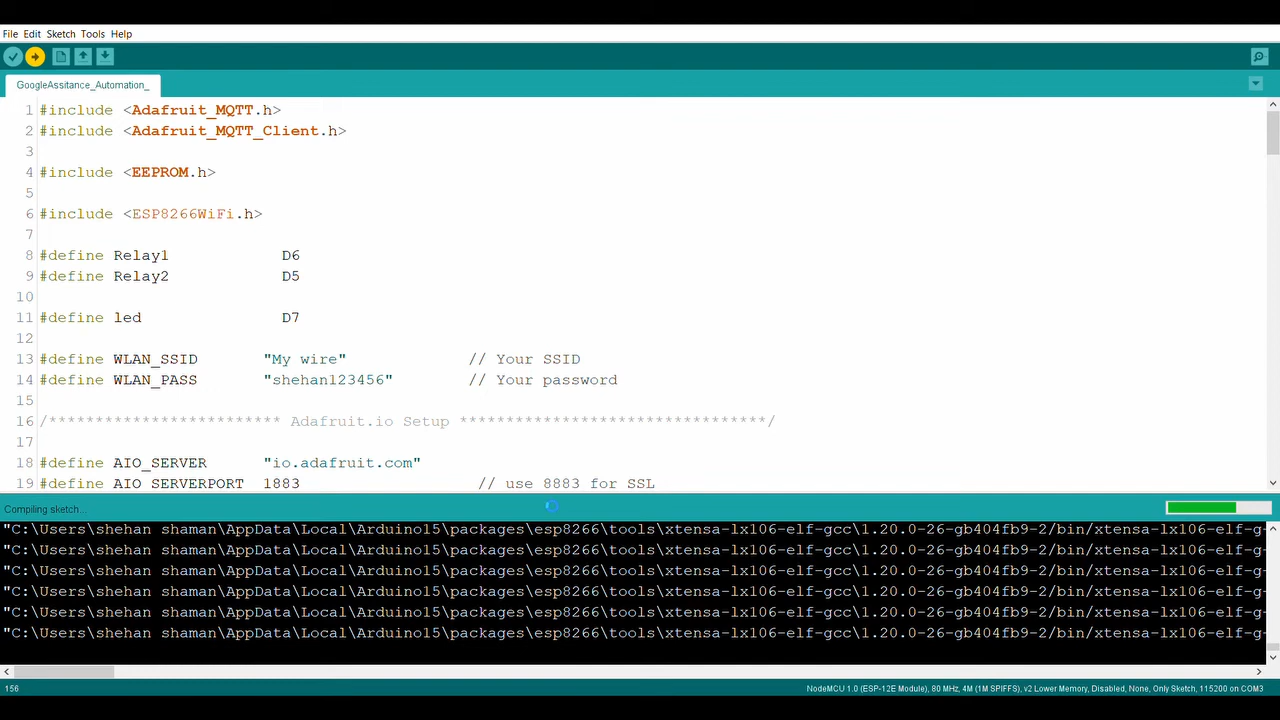 File Edit Sketch Tools Help
GoogleAssitance_Automation_
1 #include <Adafruit_MQTT.h>
2 #include <Adafruit_MQTT_Client.h>
3
4 #include <EEPROM.h>
5
6 #include <ESP8266WiFi.h>
7
8 #define Relay1 D6
9 #define Relay2 D5
10
11 #define led D7
12
13 #define WLAN_SSID "My wire" // Your SSID
14 #define WLAN_PASS "shehan123456" // Your password
15
16 /************************* Adafruit.io Setup *********************************/
17
18 #define AIO_SERVER "io.adafruit.com"
19 #define AIO_SERVERPORT 1883 // use 8883 for SSL
Compiling sketch...
"C:\Users\shehan shaman\AppData\Local\Arduino15\packages\esp8266\tools\xtensa-lx106-elf-gcc\1.20.0-26-gb404fb9-2/bin/xtensa-lx106-elf-g-
"C:\Users\shehan shaman\AppData\Local\Arduino15\packages\esp8266\tools\xtensa-lx106-elf-gcc\1.20.0-26-gb404fb9-2/bin/xtensa-lx106-elf-g-
"C:\Users\shehan shaman\AppData\Local\Arduino15\packages\esp8266\tools\xtensa-lx106-elf-gcc\1.20.0-26-gb404fb9-2/bin/xtensa-lx106-elf-g-
"C:\Users\shehan shaman\AppData\Local\Arduino15\packages\esp8266\tools\xtensa-lx106-elf-gcc\1.20.0-26-gb404fb9-2/bin/xtensa-lx106-elf-g-
"C:\Users\shehan shaman\AppData\Local\Arduino15\packages\esp8266\tools\xtensa-lx106-elf-gcc\1.20.0-26-gb404fb9-2/bin/xtensa-lx106-elf-g-
"C:\Users\shehan shaman\AppData\Local\Arduino15\packages\esp8266\tools\xtensa-lx106-elf-gcc\1.20.0-26-gb404fb9-2/bin/xtensa-lx106-elf-g-
156 NodeMCU 1.0 (ESP-12E Module), 80 MHz, 4M (1M SPIFFS), v2 Lower Memory, Disabled, None, Only Sketch, 115200 on COM3